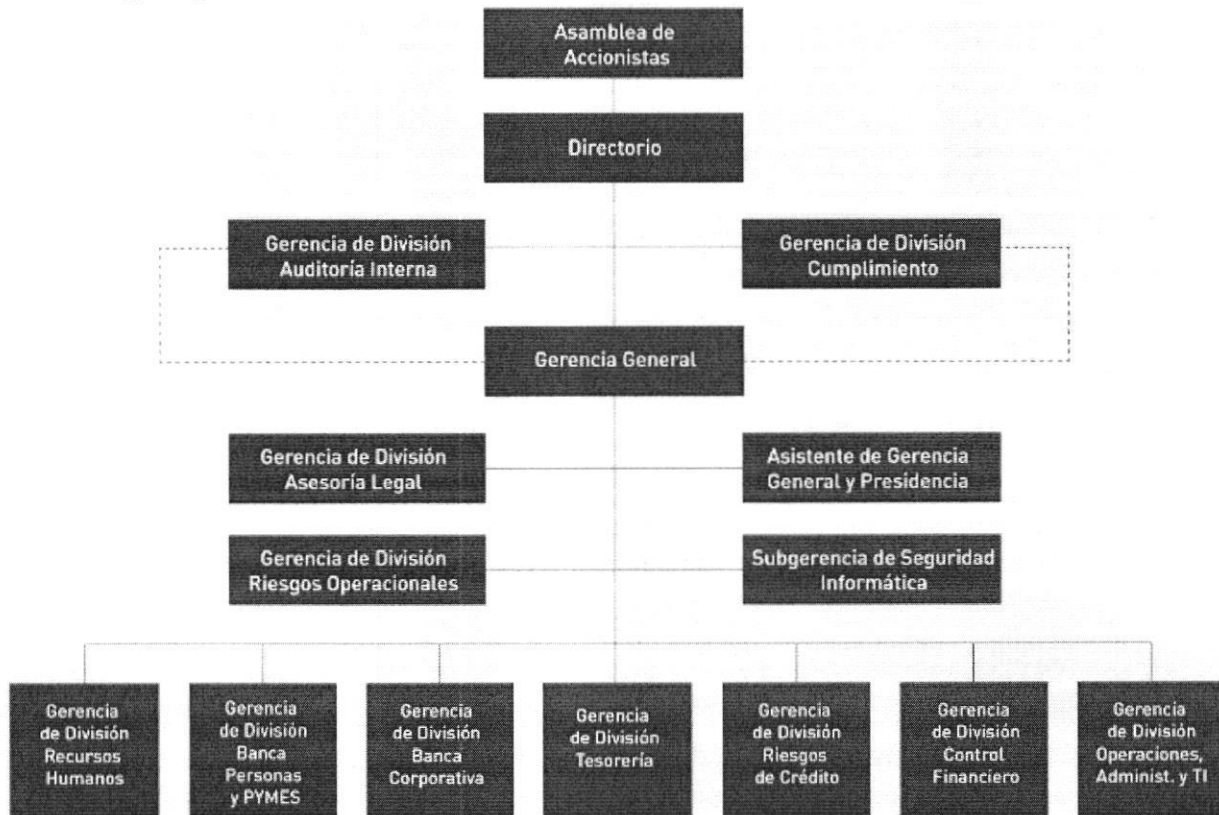 Asamblea de
Accionistas
Directorio
Gerencia de División
Auditoría Interna
Gerencia de División
Cumplimiento
Gerencia General
Gerencia de División
Asesoría Legal
Asistente de Gerencia
General y Presidencia
Gerencia de División
Riesgos Operacionales
Subgerencia de Seguridad
Informática
Gerencia
de División
Recursos
Humanos
Gerencia
de División
Banca
Personas
y PYMES
Gerencia
de División
Banca
Corporativa
Gerencia
de División
Tesorería
Gerencia
de División
Riesgos
de Crédito
Gerencia
de División
Control
Financiero
Gerencia
de División
Operaciones,
Administ. y TI